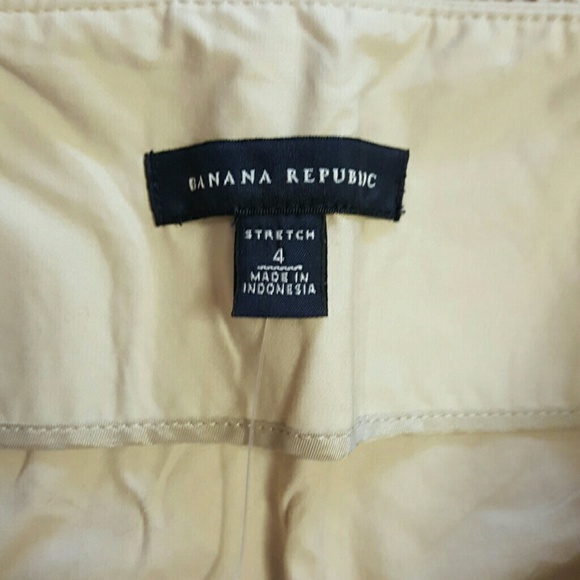 BANANA REPUBLIC
STRETCH
4
MADE IN
INDONESIA